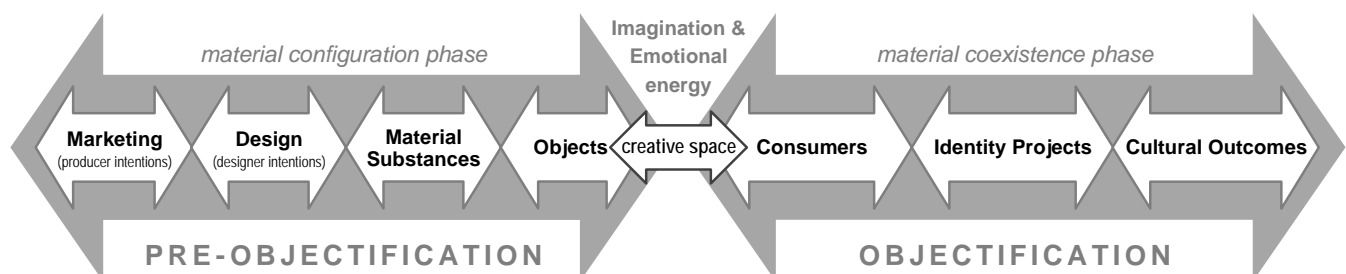 Imagination &
Emotional
energy
material configuration phase
material coexistence phase
Marketing
(producer intentions)
Design
(designer intentions)
Material
Substances
Objects
creative space
Consumers
Identity Projects
Cultural Outcomes
PRE-OBJECTIFICATION
OBJECTIFICATION